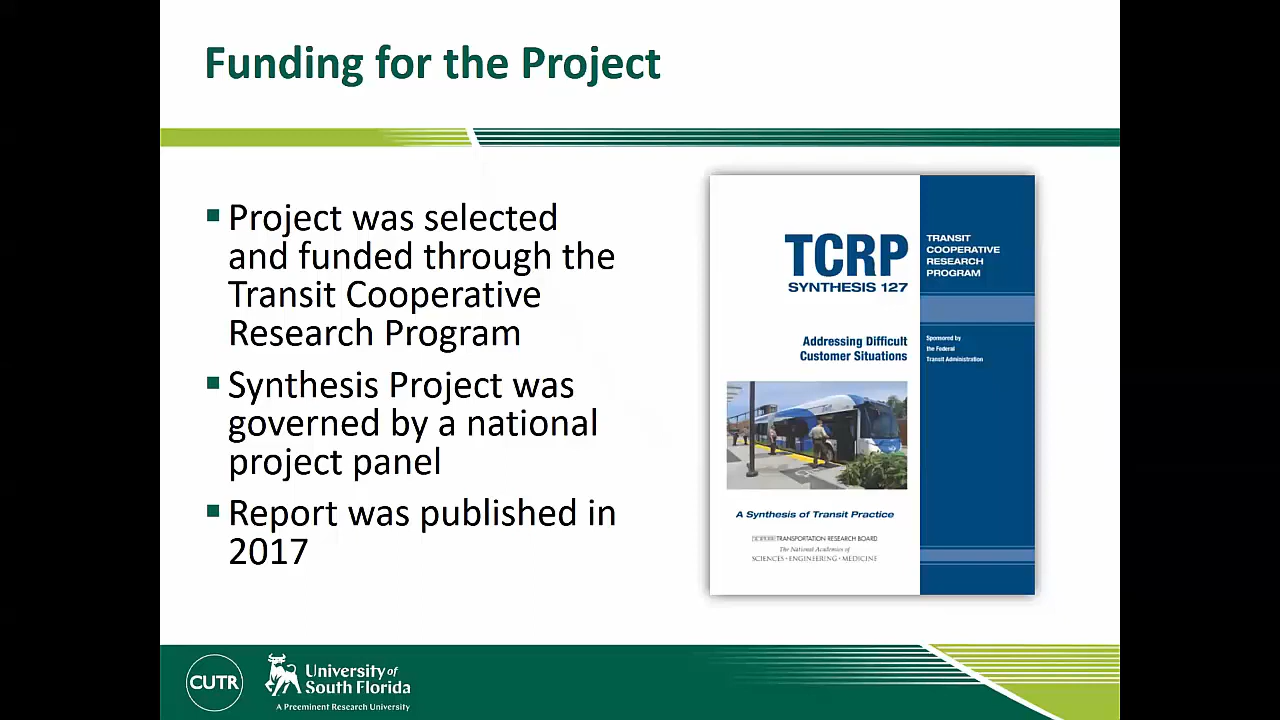 Funding for the Project
▪ Project was selected
and funded through the
Transit Cooperative
Research Program
▪ Synthesis Project was
governed by a national
project panel
▪ Report was published in
2017
TCRP
SYNTHESIS 127
Addressing Difficult
Customer Situations
A Synthesis of Transit Practice
TRANSPORTATION RESEARCH BOARD
The National Academies of
SCIENCES • ENGINEERING • MEDICINE
TRANSIT
COOPERATIVE
RESEARCH
PROGRAM
Sponsored by
the Federal
Transit Administration
CUTR
University of
South Florida
A Preeminent Research University